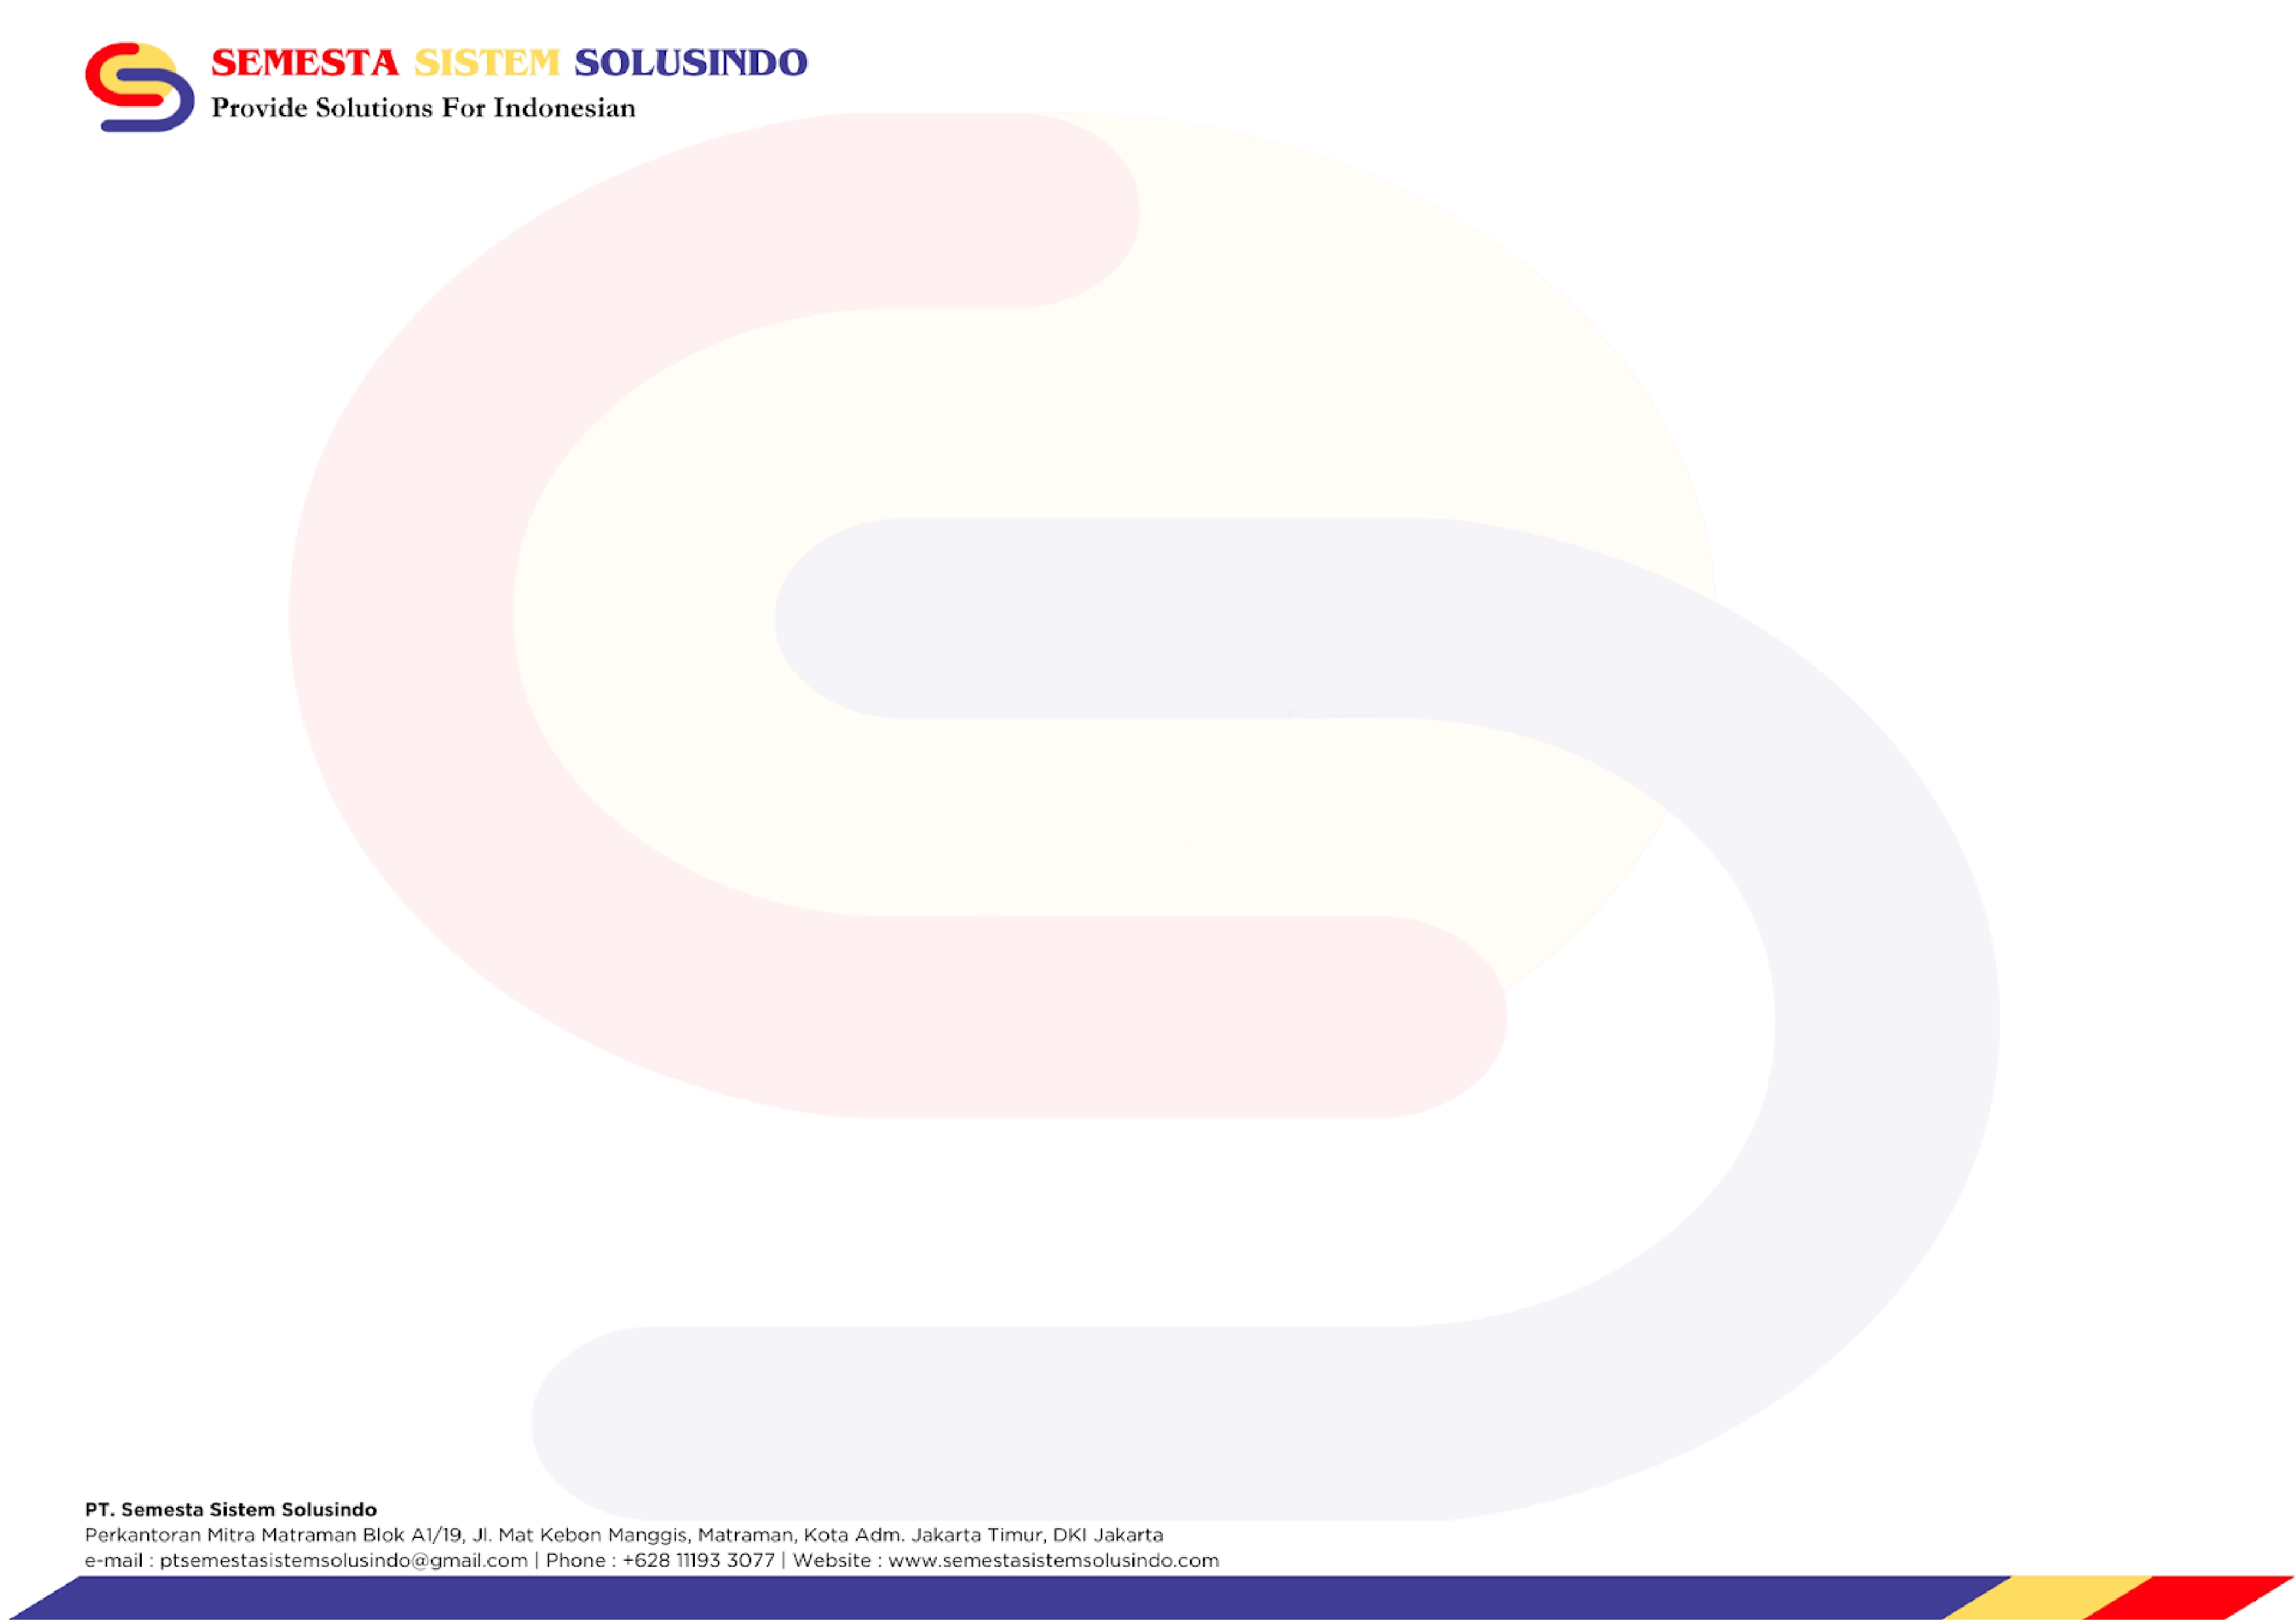 SEMESTA SISTEM SOLUSINDO
Provide Solutions For Indonesian
PT. Semesta Sistem Solusindo
Perkantoran Mitra Matraman Blok A1/19, Jl. Mat Kebon Manggis, Matraman, Kota Adm. Jakarta Timur, DKI Jakarta
e-mail : ptsemestasistemsolusindo@gmail.com | Phone : +628 11193 3077 | Website : www.semestasistemsolusindo.com